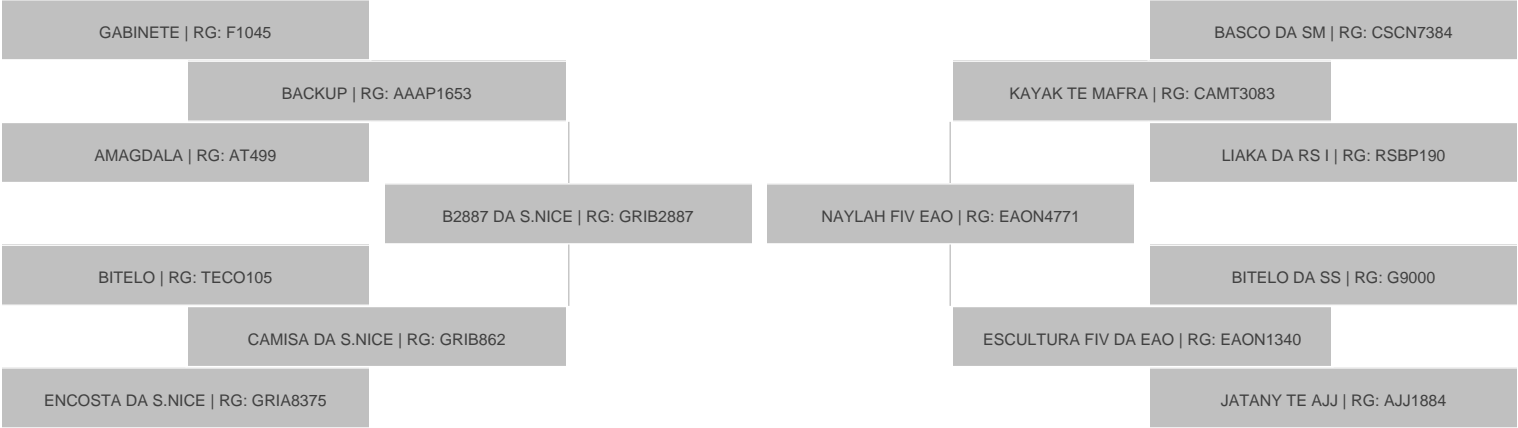 GABINETE | RG: F1045
BASCO DA SM | RG: CSCN7384
BACKUP | RG: AAAP1653
KAYAK TE MAFRA | RG: CAMT3083
AMAGDALA | RG: AT499
LIAKA DA RS I | RG: RSBP190
B2887 DA S.NICE | RG: GRIB2887
NAYLAH FIV EAO | RG: EAON4771
BITELO | RG: TECO105
BITELO DA SS | RG: G9000
CAMISA DA S.NICE | RG: GRIB862
ESCULTURA FIV DA EAO | RG: EAON1340
ENCOSTA DA S.NICE | RG: GRIA8375
JATANY TE AJJ | RG: AJJ1884